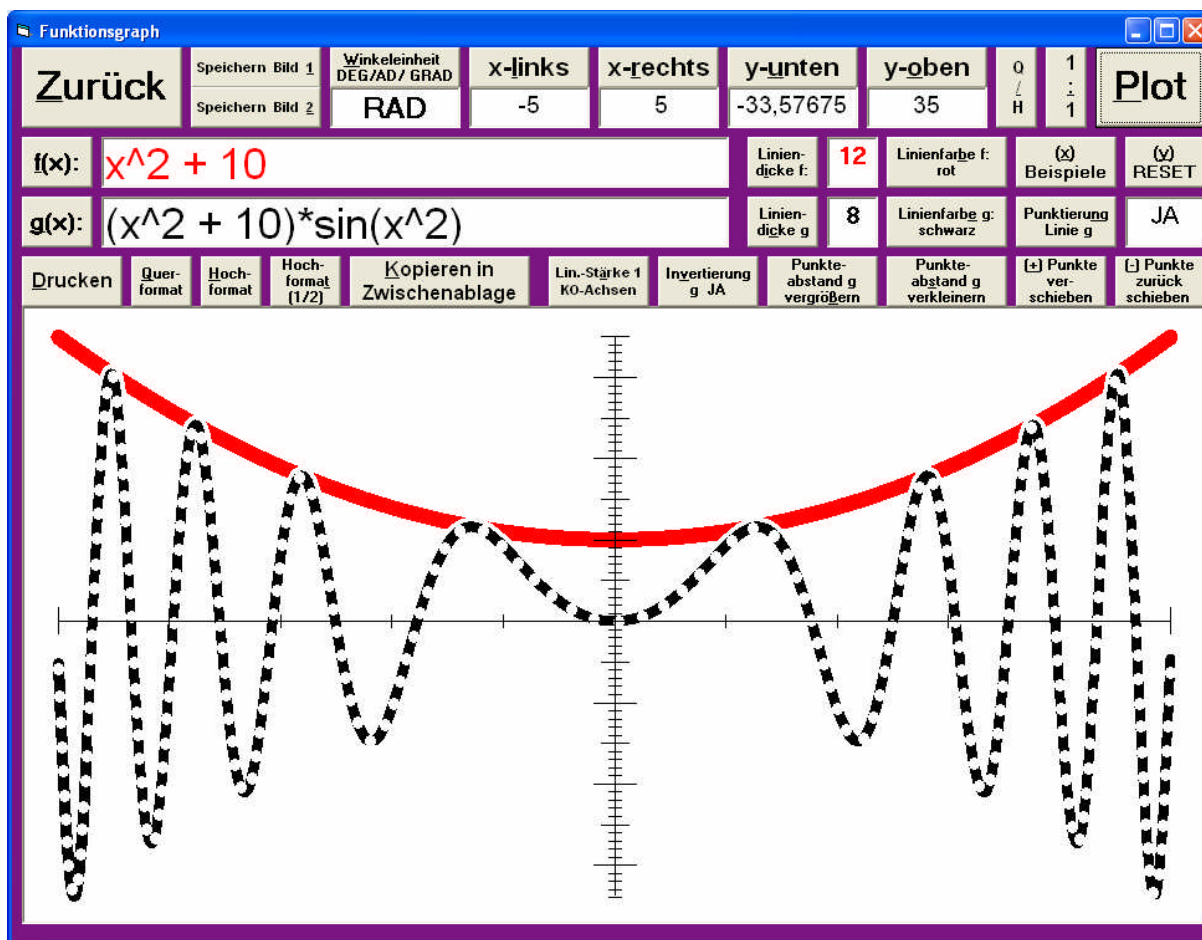 Funktionsgraph
Zurück
Speichern Bild 1
Speichern Bild 2
Winkeleinheit
DEG/AD/ GRAD
RAD
x-links
-5
x-rechts
5
y-unten
-33,57675
y-oben
35
Q
/
H
1
:
1
Plot
f(x):
x^2 + 10
Linien-
dicke f:
12
Linienfarbe f:
rot
(x)
Beispiele
(y)
RESET
g(x):
(x^2 + 10)*sin(x^2)
Linien-
dicke g
8
Linienfarbe g:
schwarz
Punktierung
Linie g
JA
Drucken
Quer-
format
Hoch-
format
Hoch-
format
(1/2)
Kopieren in
Zwischenablage
Lin.-Stärke 1
KO-Achsen
Invertierung
g JA
Punkte-
abstand g
vergrößern
Punkte-
abstand g
verkleinern
(+) Punkte
ver-
schieben
(-) Punkte
zurück
schieben